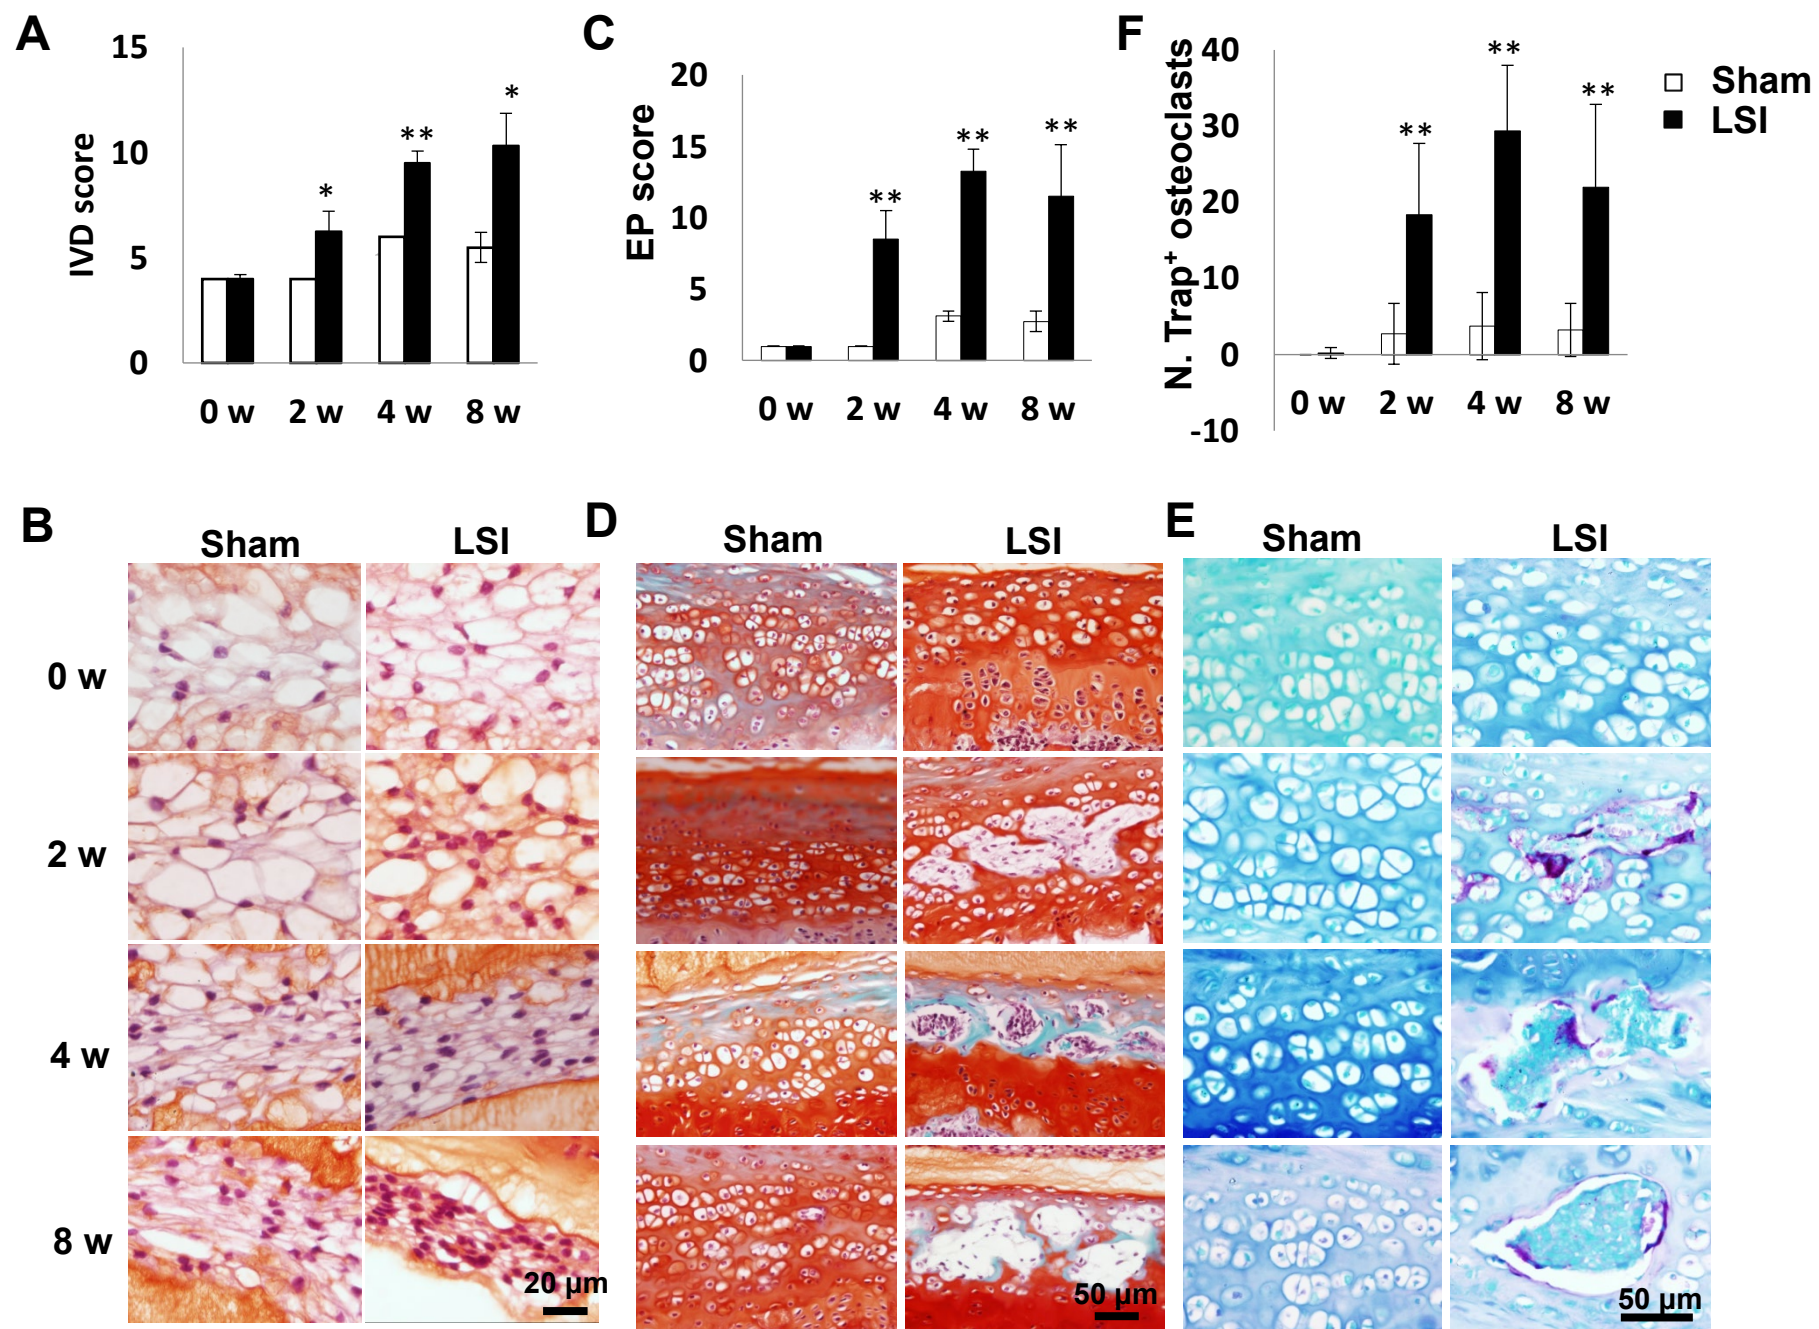 A
15
10
5
0
IVD score
*
**
*
0 w 2 w 4 w 8 w
C
20
15
10
5
0
EP score
**
**
**
0 w 2 w 4 w 8 w
F
40
30
20
10
0
-10
N. Trap⁺ osteoclasts
**
**
**
0 w 2 w 4 w 8 w
Sham
LSI
B
Sham LSI
0 w
2 w
4 w
8 w
20 µm
D
Sham LSI
50 µm
E
Sham LSI
50 µm